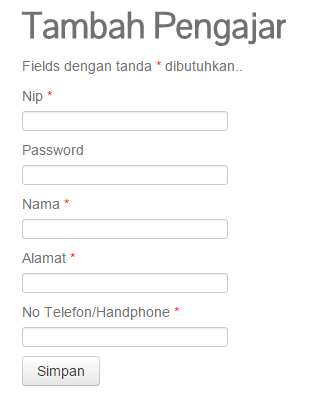 Tambah Pengajar
Fields dengan tanda * dibutuhkan..
Nip *
Password
Nama *
Alamat *
No Telefon/Handphone *
Simpan